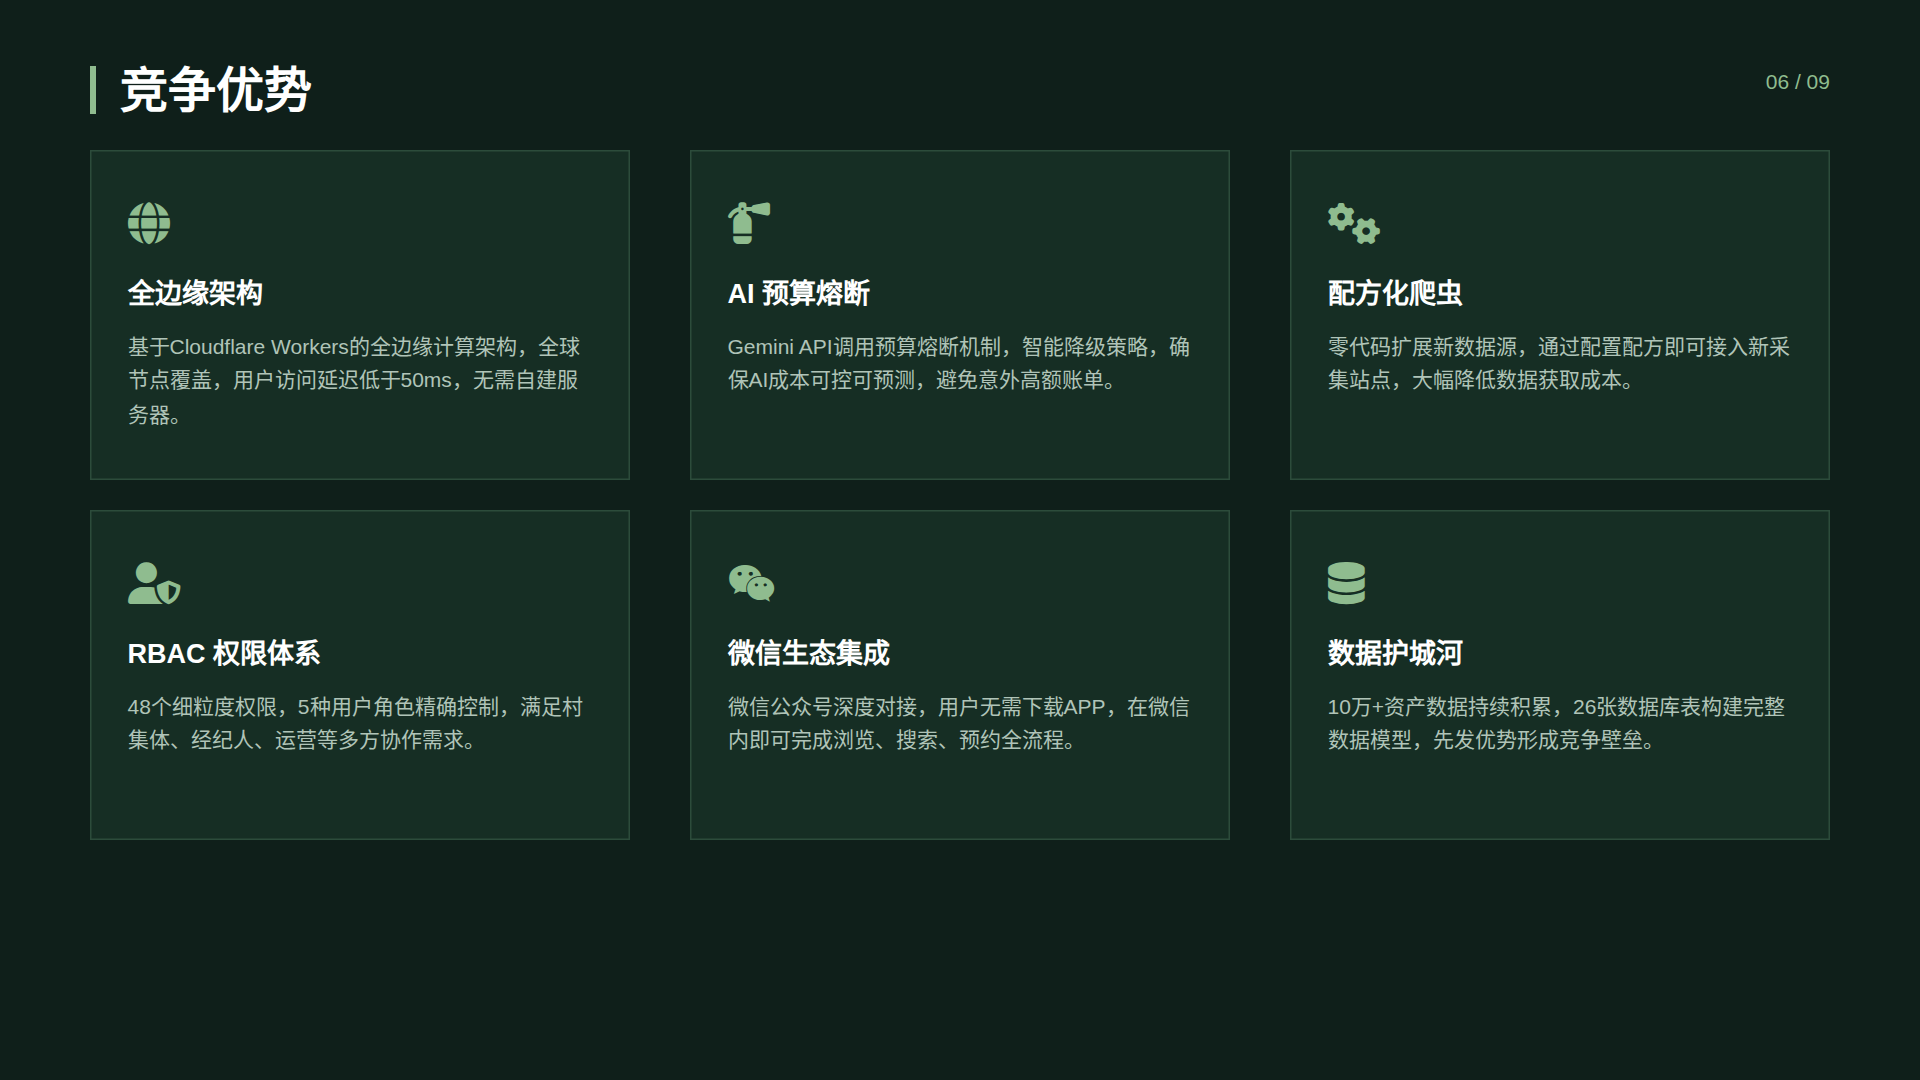 竞争优势
06 / 09
全边缘架构
基于Cloudflare Workers的全边缘计算架构，全球
节点覆盖，用户访问延迟低于50ms，无需自建服
务器。
AI 预算熔断
Gemini API调用预算熔断机制，智能降级策略，确
保AI成本可控可预测，避免意外高额账单。
配方化爬虫
零代码扩展新数据源，通过配置配方即可接入新采
集站点，大幅降低数据获取成本。
RBAC 权限体系
48个细粒度权限，5种用户角色精确控制，满足村
集体、经纪人、运营等多方协作需求。
微信生态集成
微信公众号深度对接，用户无需下载APP，在微信
内即可完成浏览、搜索、预约全流程。
数据护城河
10万+资产数据持续积累，26张数据库表构建完整
数据模型，先发优势形成竞争壁垒。